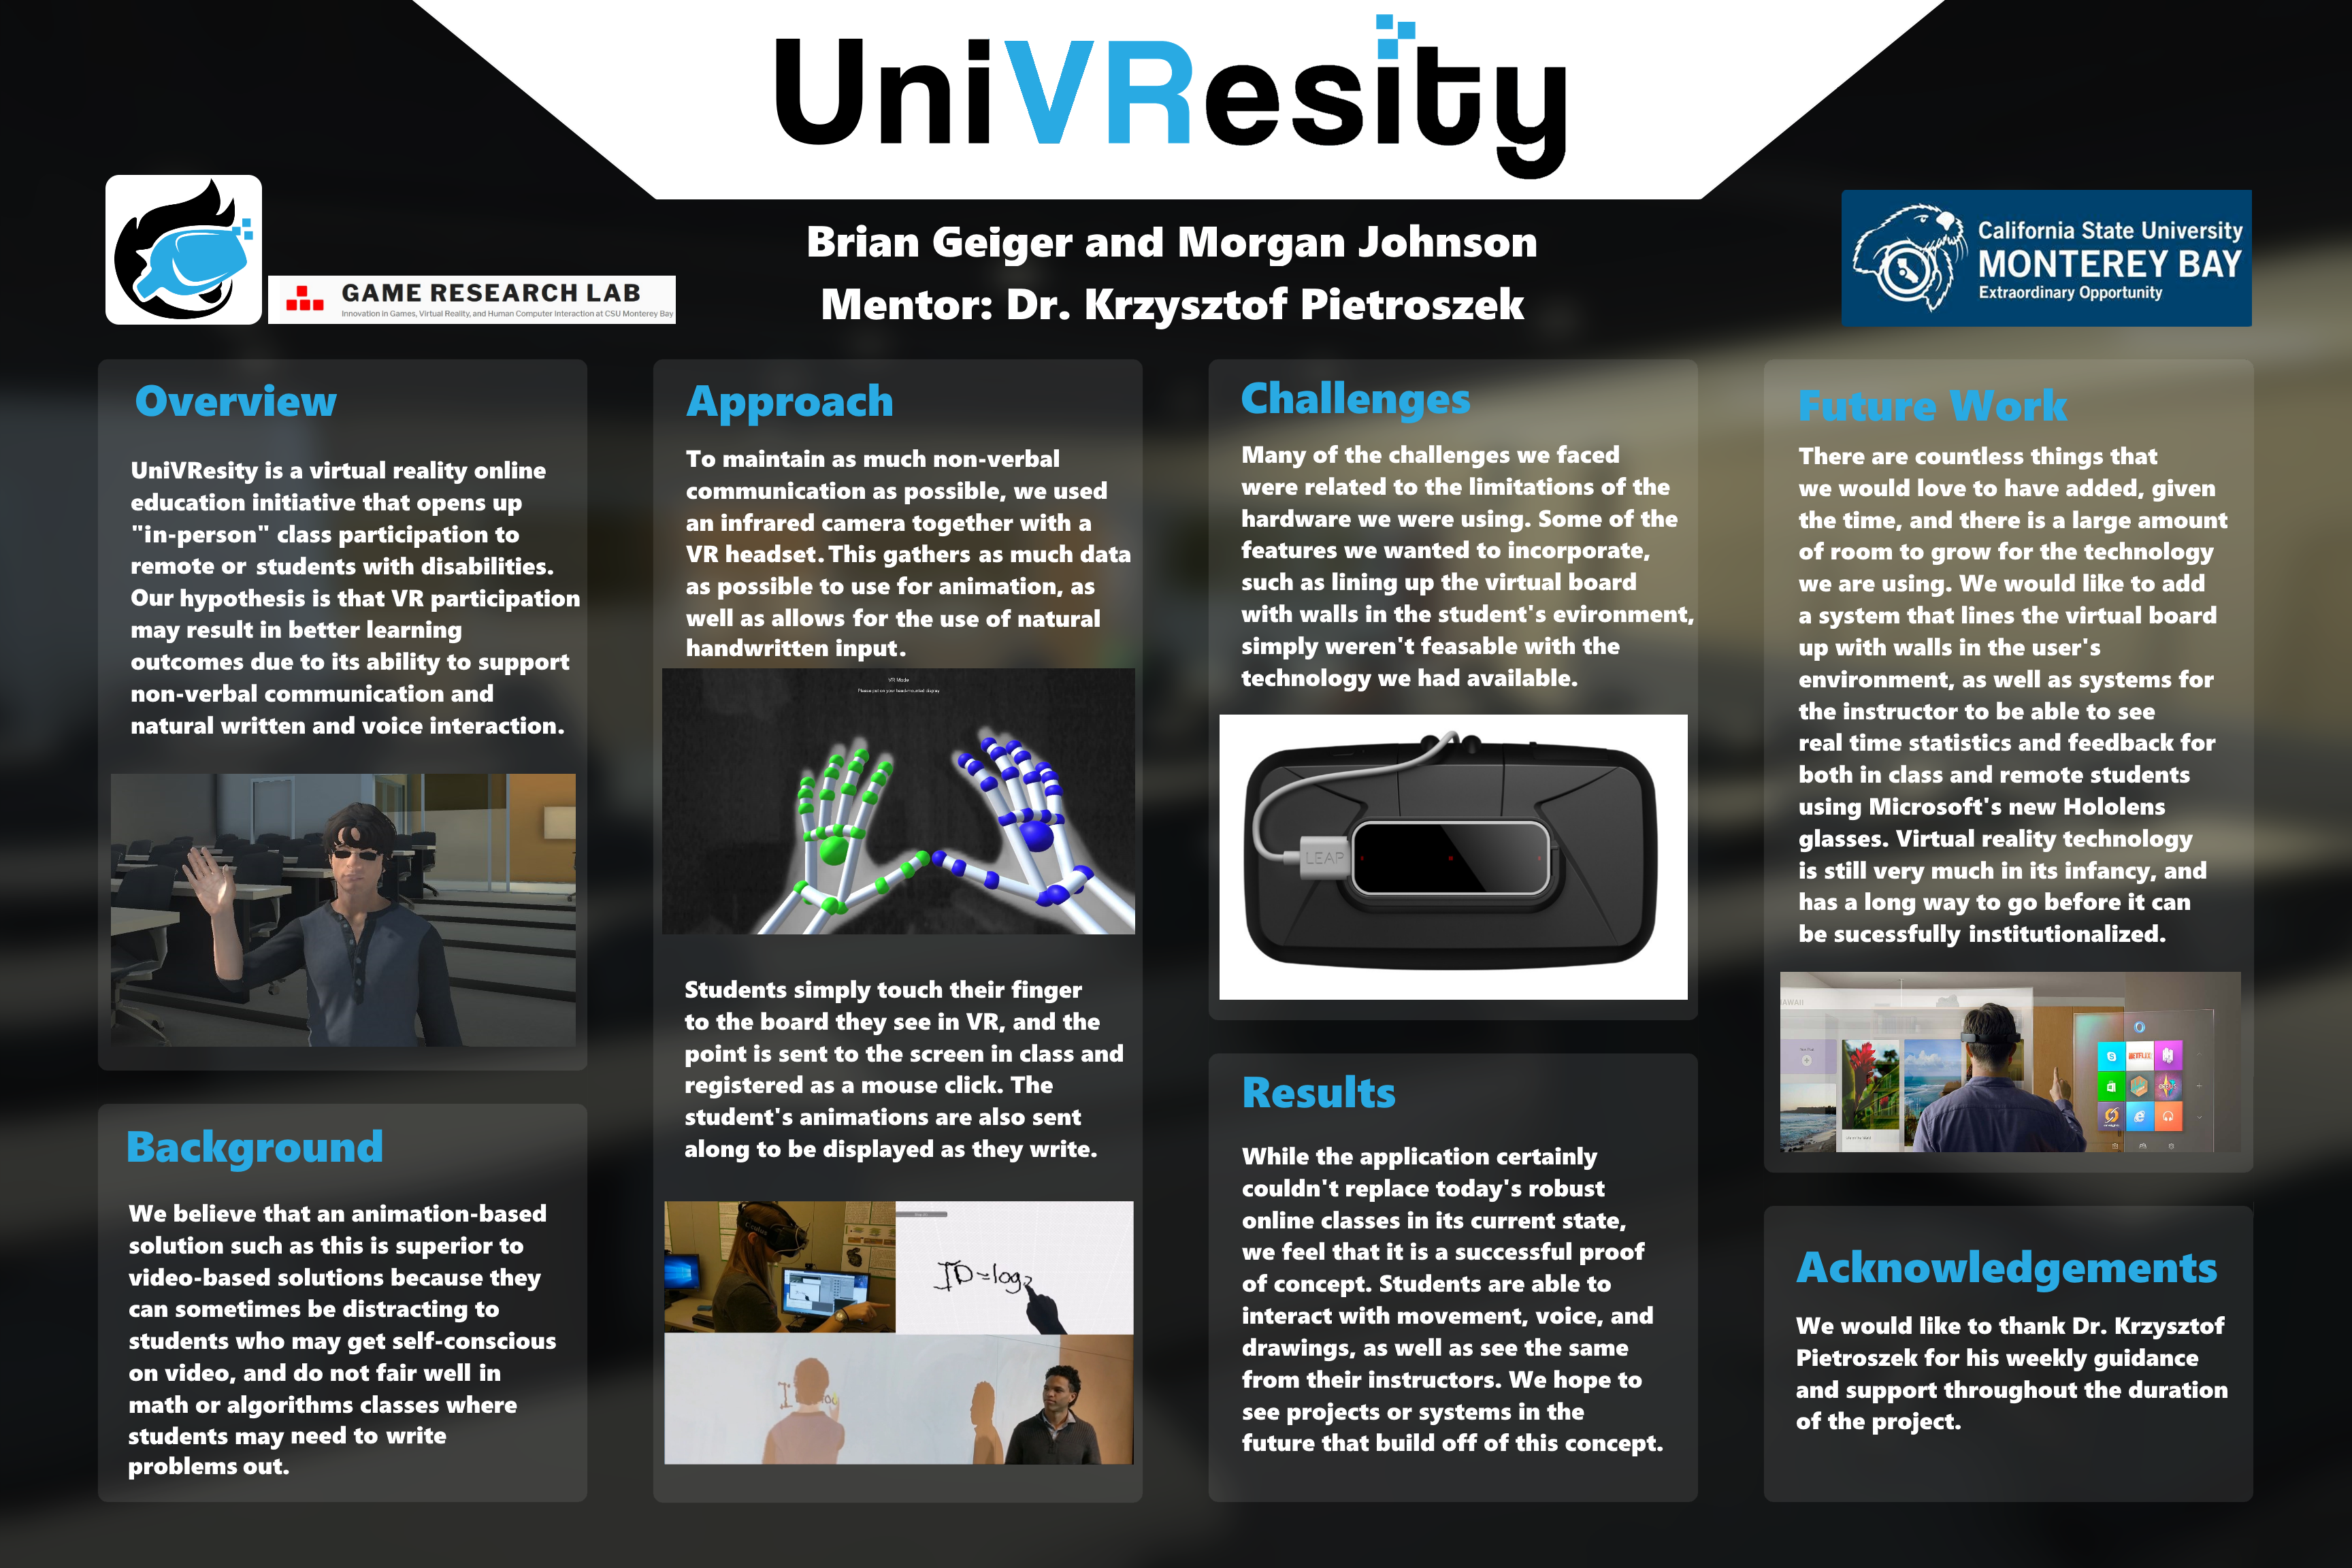 UniVResity
GAME RESEARCH LAB
Innovation in Games, Virtual Reality, and Human Computer Interaction at CSU Monterey Bay
Brian Geiger and Morgan Johnson
Mentor: Dr. Krzysztof Pietroszek
California State University
MONTEREY BAY
Extraordinary Opportunity
Overview
UniVResity is a virtual reality online
education initiative that opens up
"in-person" class participation to
remote or students with disabilities.
Our hypothesis is that VR participation
may result in better learning
outcomes due to its ability to support
non-verbal communication and
natural written and voice interaction.
Background
We believe that an animation-based
solution such as this is superior to
video-based solutions because they
can sometimes be distracting to
students who may get self-conscious
on video, and do not fair well in
math or algorithms classes where
students may need to write
problems out.
Approach
To maintain as much non-verbal
communication as possible, we used
an infrared camera together with a
VR headset. This gathers as much data
as possible to use for animation, as
well as allows for the use of natural
handwritten input.
VR Mode
Please put on your head-mounted display
Students simply touch their finger
to the board they see in VR, and the
point is sent to the screen in class and
registered as a mouse click. The
student's animations are also sent
along to be displayed as they write.
oculus
ID=log2
Challenges
Many of the challenges we faced
were related to the limitations of the
hardware we were using. Some of the
features we wanted to incorporate,
such as lining up the virtual board
with walls in the student's evironment,
simply weren't feasable with the
technology we had available.
LEAP
Results
While the application certainly
couldn't replace today's robust
online classes in its current state,
we feel that it is a successful proof
of concept. Students are able to
interact with movement, voice, and
drawings, as well as see the same
from their instructors. We hope to
see projects or systems in the
future that build off of this concept.
Future Work
There are countless things that
we would love to have added, given
the time, and there is a large amount
of room to grow for the technology
we are using. We would like to add
a system that lines the virtual board
up with walls in the user's
environment, as well as systems for
the instructor to be able to see
real time statistics and feedback for
both in class and remote students
using Microsoft's new Hololens
glasses. Virtual reality technology
is still very much in its infancy, and
has a long way to go before it can
be sucessfully institutionalized.
NETFLIX
Acknowledgements
We would like to thank Dr. Krzysztof
Pietroszek for his weekly guidance
and support throughout the duration
of the project.